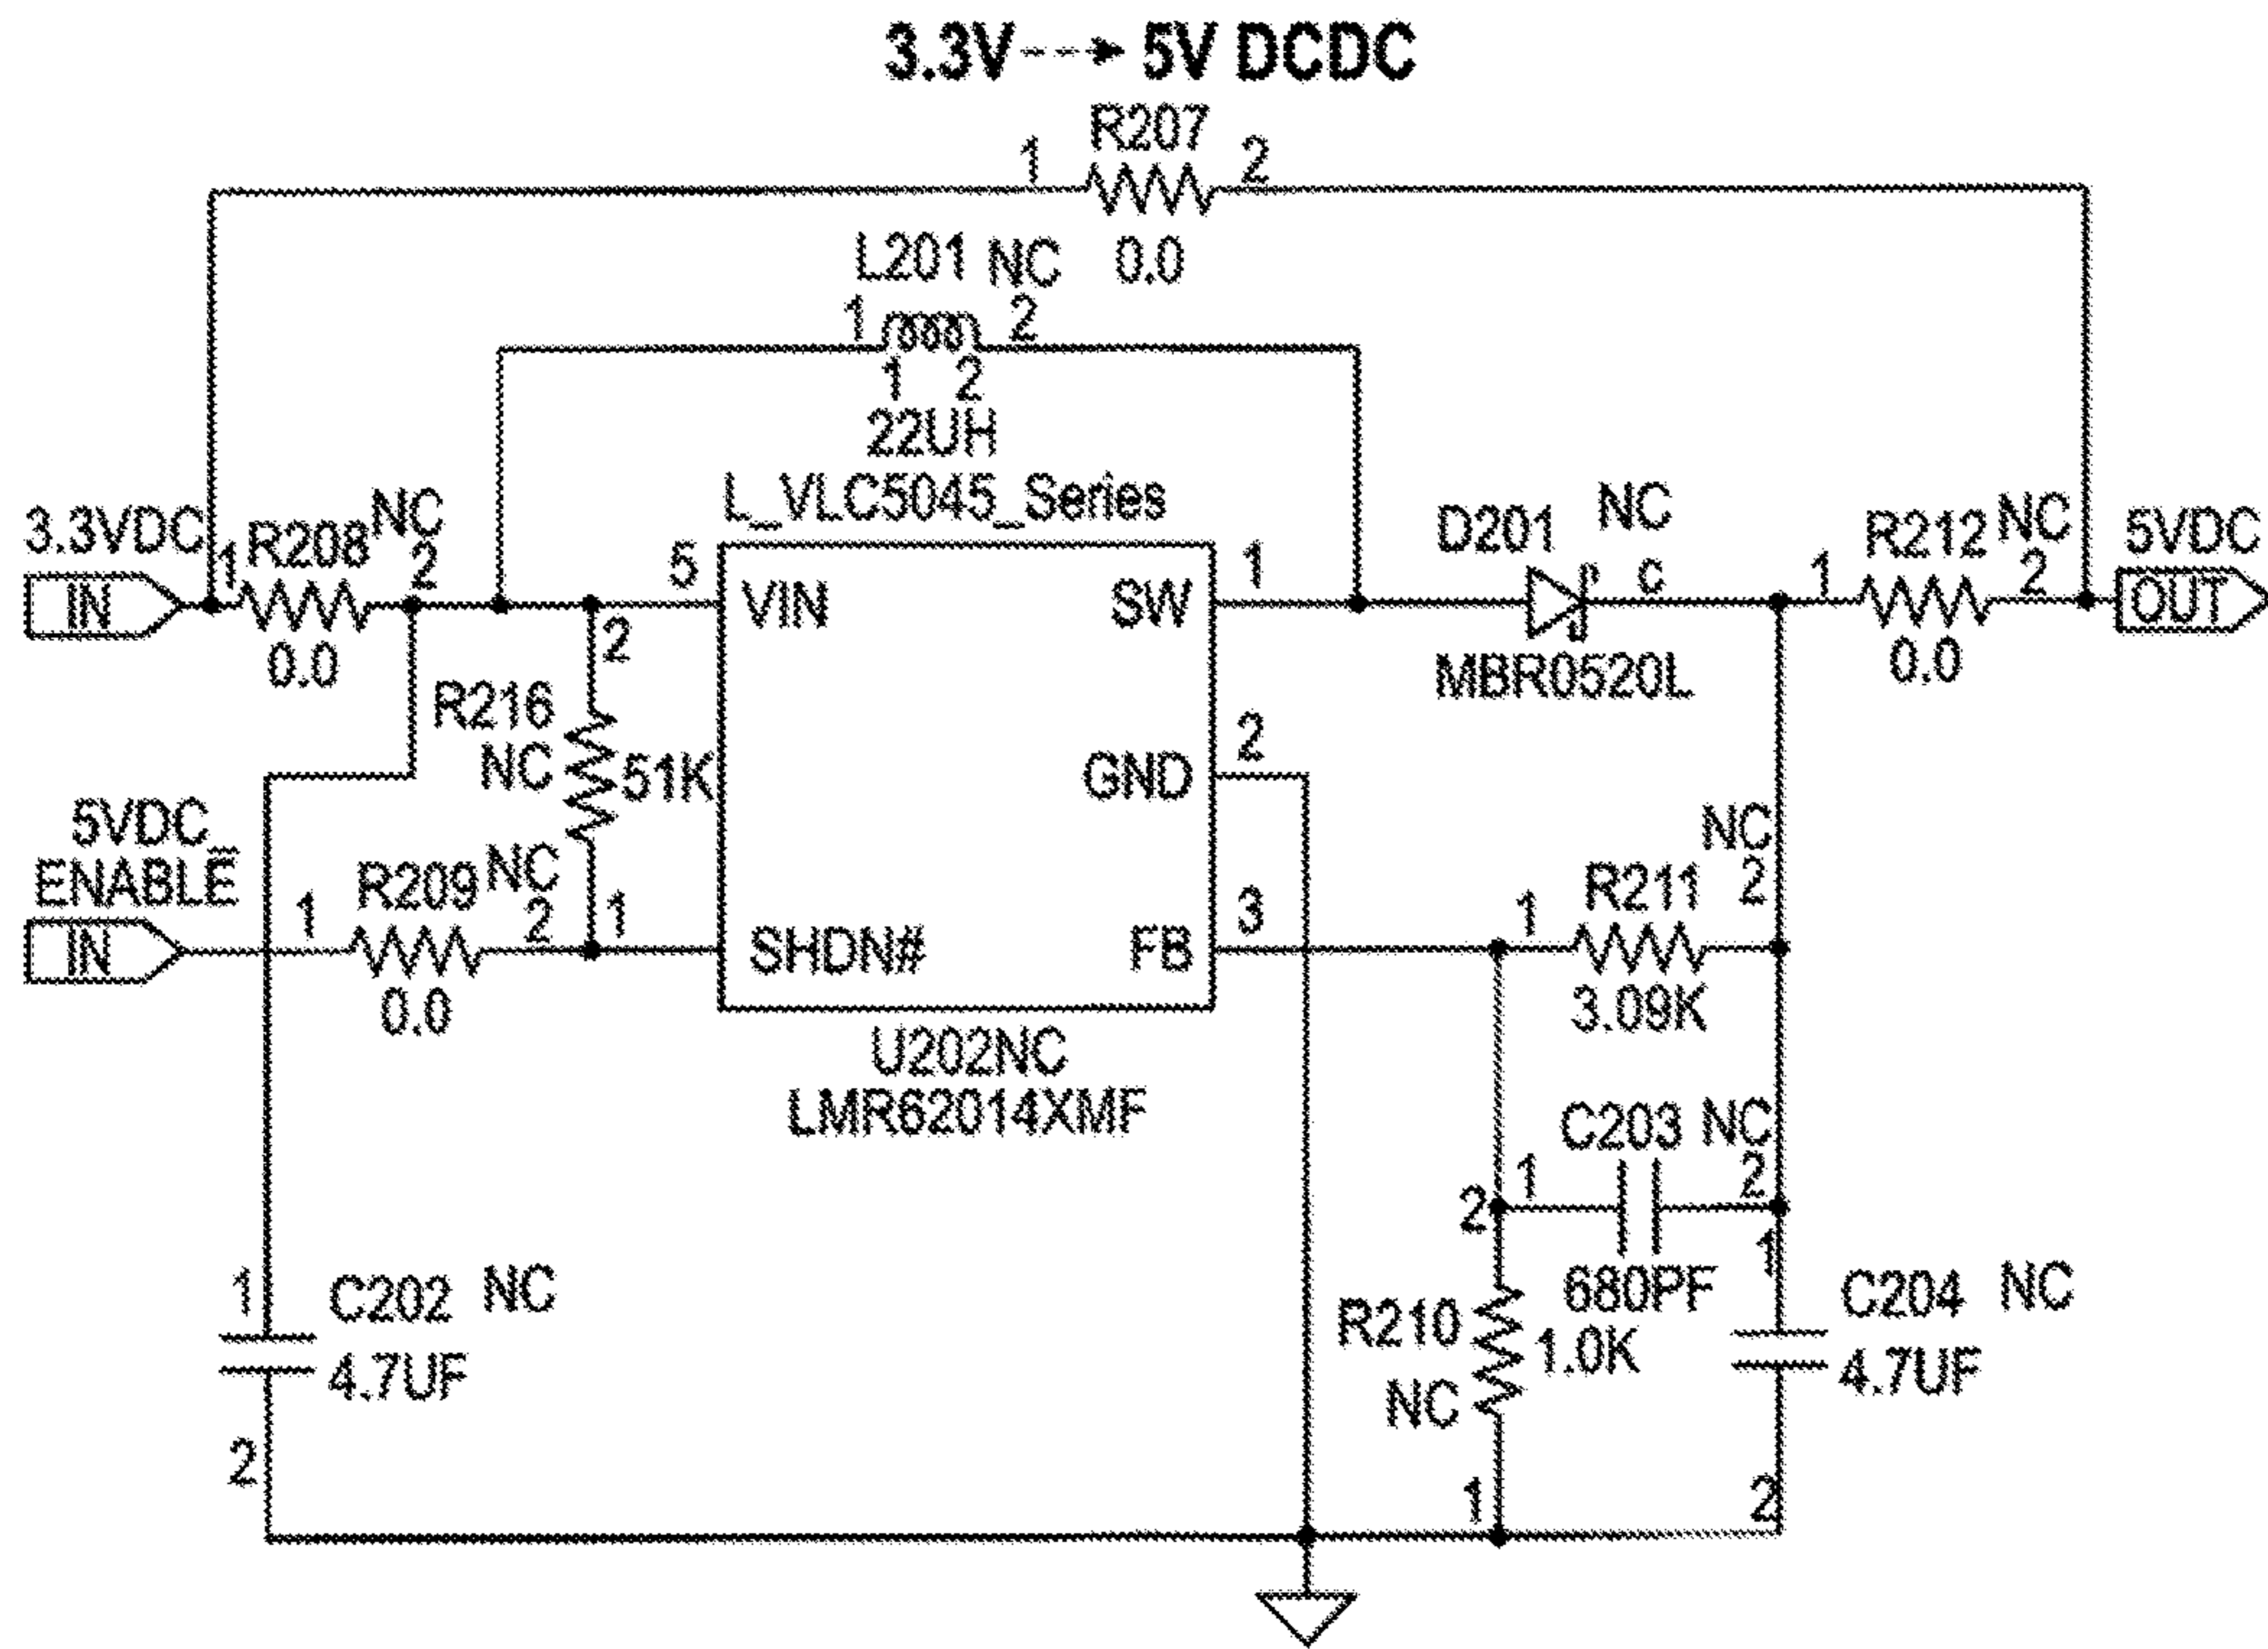 3.3V ---> 5V DCDC
R207
1 2
0.0
L201 NC
1 2
1 2
22UH
L_VLC5045_Series
3.3VDC
IN
1 R208 NC 2
0.0
5 VIN
SW 1
D201 NC
c
MBR0520L
1 R212 NC 2
0.0
5VDC
OUT
2
R216
NC
51K
GND 2
5VDC_
ENABLE
IN
1 R209 NC 2
0.0
1
SHDN#
FB 3
U202NC
LMR62014XMF
NC
1 R211 2
3.09K
C203 NC
1 2
680PF
2
R210 1.0K
NC
1
1
C202 NC
4.7UF
2
1
C204 NC
4.7UF
2